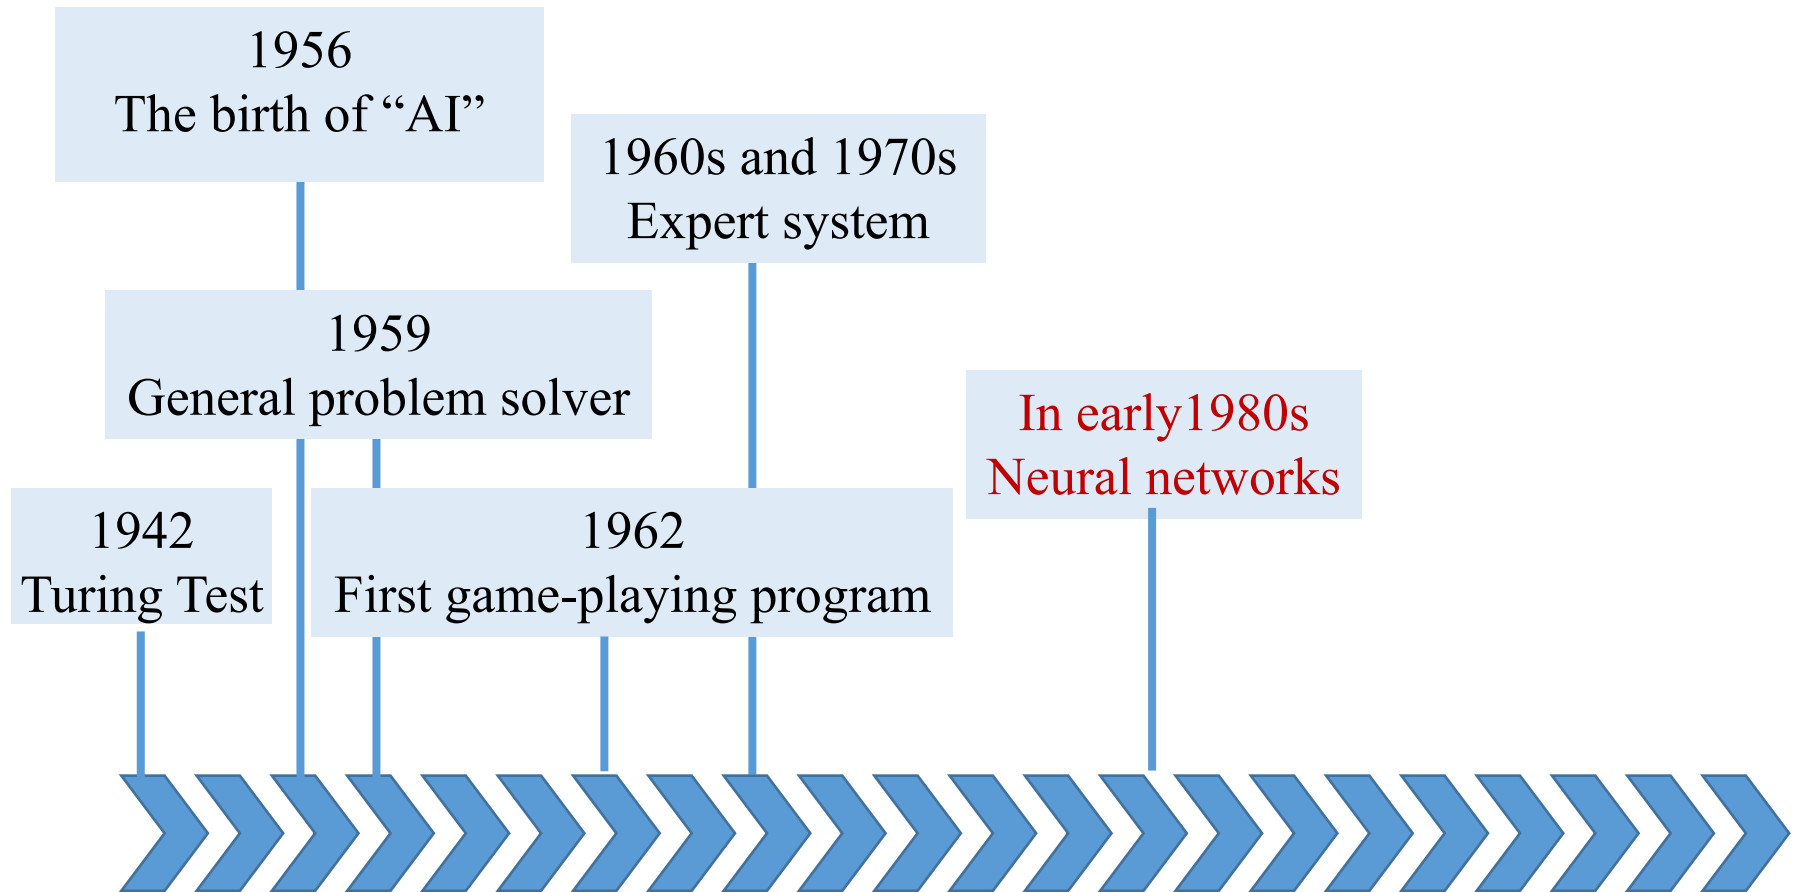 1956
The birth of “AI”
1960s and 1970s
Expert system
1959
General problem solver
In early1980s
Neural networks
1942
Turing Test
1962
First game-playing program